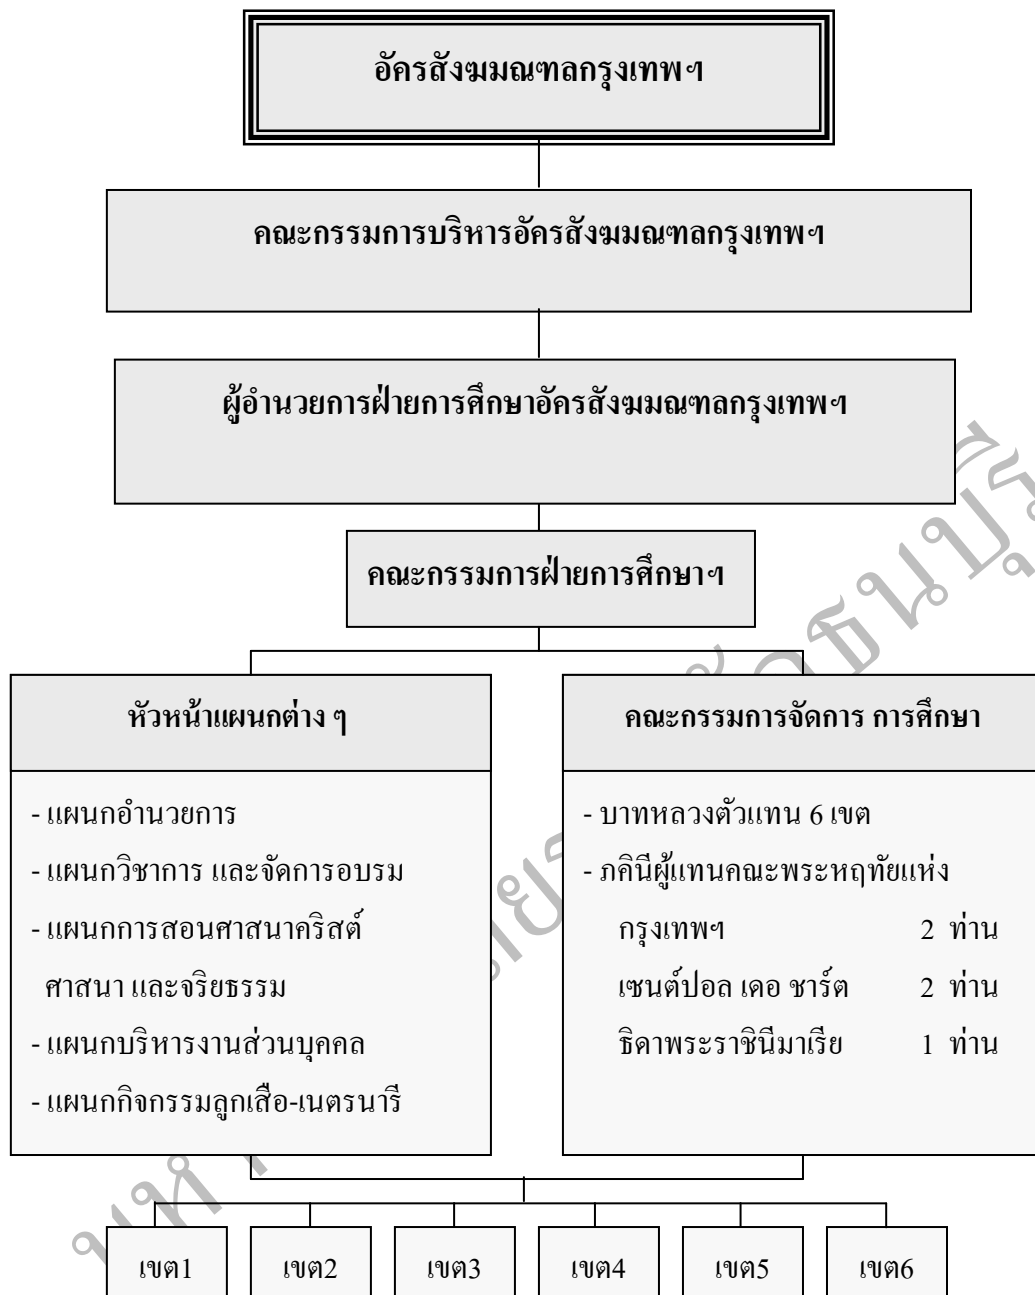 อัครสังฆมณฑลกรุงเทพฯ
คณะกรรมการบริหารอัครสังฆมณฑลกรุงเทพฯ
ผู้อำนวยการฝ่ายการศึกษาอัครสังฆมณฑลกรุงเทพฯ
คณะกรรมการฝ่ายการศึกษาฯ
หัวหน้าแผนกต่าง ๆ
- แผนกอำนวยการ
- แผนกวิชาการ และจัดการอบรม
- แผนกการสอนศาสนาคริสต์
ศาสนา และจริยธรรม
- แผนกบริหารงานส่วนบุคคล
- แผนกกิจกรรมลูกเสือ-เนตรนารี
คณะกรรมการจัดการ การศึกษา
- บาทหลวงตัวแทน 6 เขต
- ภคินีผู้แทนคณะพระหฤทัยแห่ง
กรุงเทพฯ 2 ท่าน
เซนต์ปอล เดอ ชาร์ต 2 ท่าน
ธิดาพระราชินีมาเรีย 1 ท่าน
เขต1 เขต2 เขต3 เขต4 เขต5 เขต6